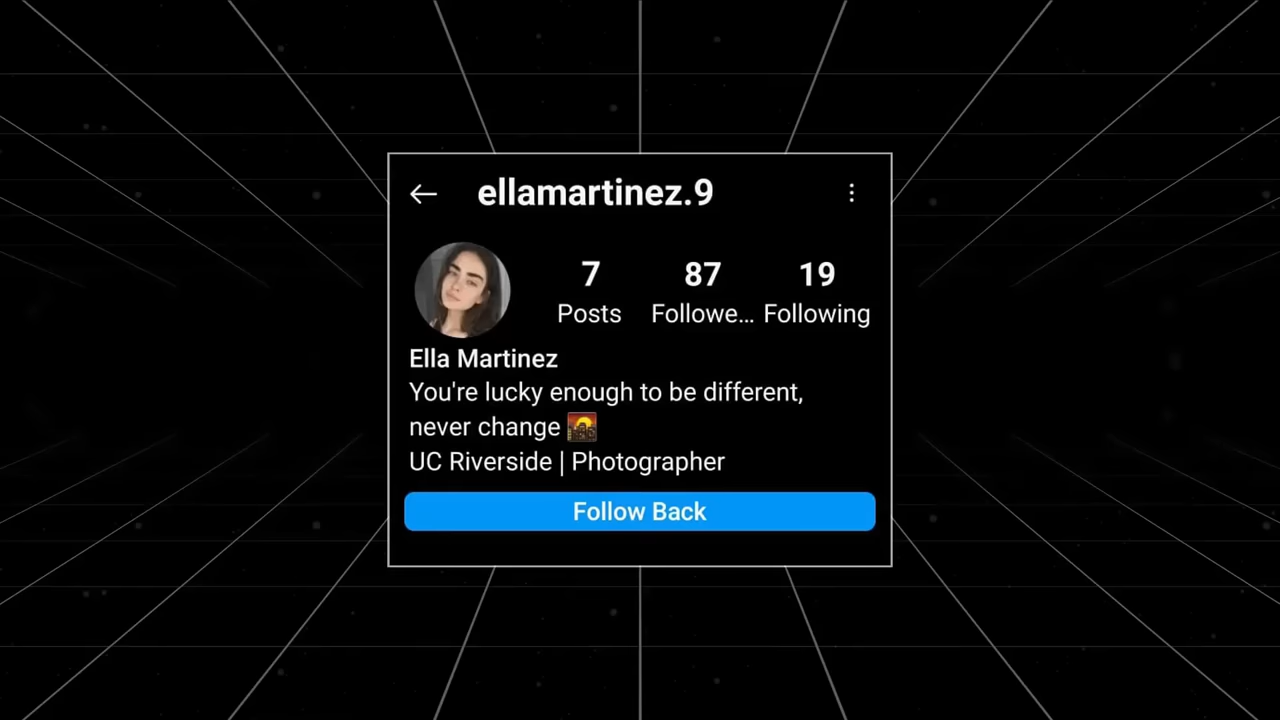 ellamartinez.9
7 87 19
Posts Followe... Following
Ella Martinez
You're lucky enough to be different,
never change 🌇
UC Riverside | Photographer
Follow Back